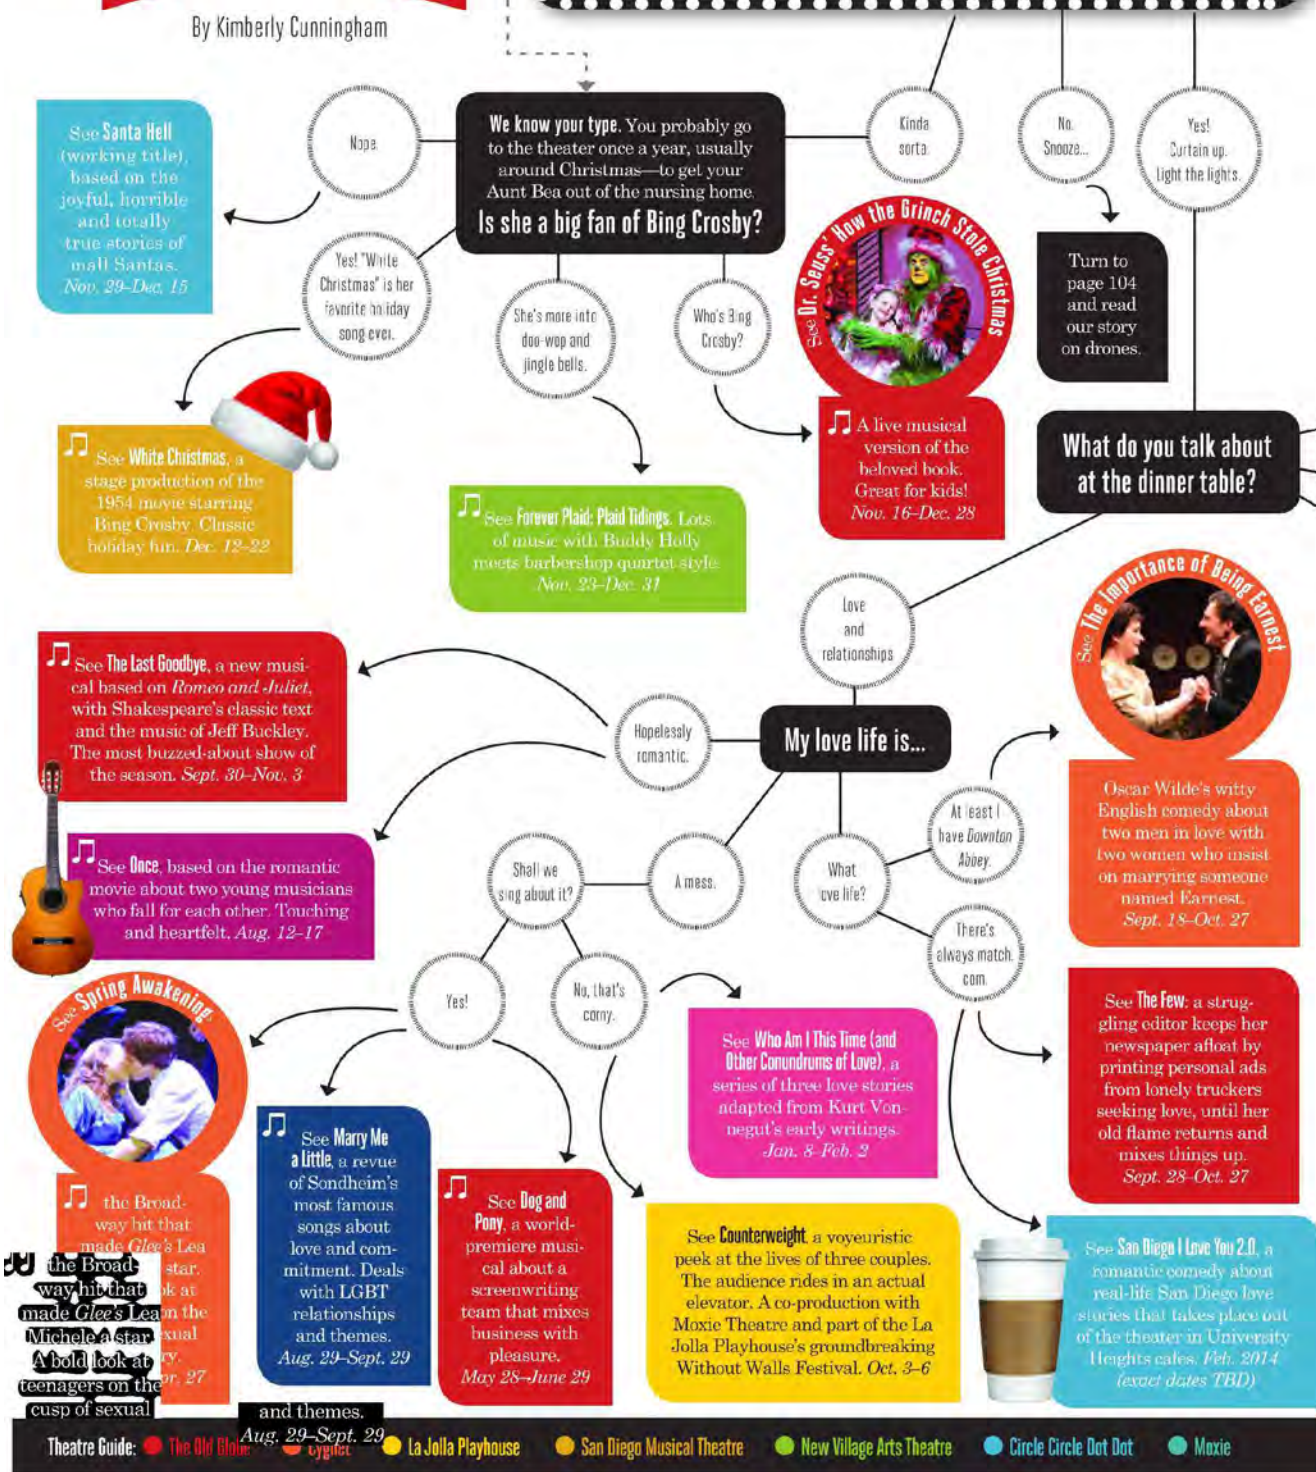 By Kimberly Cunningham
See Santa Hell
(working title),
based on the
joyful, horrible
and totally
true stories of
mall Santas.
Nov. 29–Dec. 15
Nope.
We know your type. You probably go
to the theater once a year, usually
around Christmas—to get your
Aunt Bea out of the nursing home.
Is she a big fan of Bing Crosby?
Kinda
sorta.
No.
Snooze...
Yes!
Curtain up.
Light the lights.
Yes! "White
Christmas" is her
favorite holiday
song ever.
She's more into
doo-wop and
jingle bells.
Who's Bing
Crosby?
See Dr. Seuss' How the Grinch Stole Christmas
Turn to
page 104
and read
our story
on drones.
See White Christmas, a
stage production of the
1954 movie starring
Bing Crosby. Classic
holiday fun. Dec. 12–22
See Forever Plaid: Plaid Tidings. Lots
of music with Buddy Holly
meets barbershop quartet style.
Nov. 23–Dec. 31
A live musical
version of the
beloved book.
Great for kids!
Nov. 16–Dec. 28
What do you talk about
at the dinner table?
Love
and
relationships
See The Importance of Being Earnest
See The Last Goodbye, a new musi-
cal based on Romeo and Juliet,
with Shakespeare's classic text
and the music of Jeff Buckley.
The most buzzed-about show of
the season. Sept. 30–Nov. 3
Hopelessly
romantic.
My love life is...
Oscar Wilde's witty
English comedy about
two men in love with
two women who insist
on marrying someone
named Earnest.
Sept. 18–Oct. 27
See Once, based on the romantic
movie about two young musicians
who fall for each other. Touching
and heartfelt. Aug. 12–17
Shall we
sing about it?
A mess.
What
love life?
At least I
have Downton
Abbey.
There's
always match.
com.
Yes!
No, that's
corny.
See Spring Awakening,
the Broad-
way hit that
made Glee's Lea
star.
the Broad-
way hit that
made Glee's Lea
Michele a star.
A bold look at
teenagers on the
cusp of sexual
See Marry Me
a Little, a revue
of Sondheim's
most famous
songs about
love and com-
mitment. Deals
with LGBT
relationships
and themes.
Aug. 29–Sept. 29
See Dog and
Pony, a world-
premiere musi-
cal about a
screenwriting
team that mixes
business with
pleasure.
May 28–June 29
See Who Am I This Time (and
Other Conundrums of Love), a
series of three love stories
adapted from Kurt Von-
negut's early writings.
Jan. 8–Feb. 2
See Counterweight, a voyeuristic
peek at the lives of three couples.
The audience rides in an actual
elevator. A co-production with
Moxie Theatre and part of the La
Jolla Playhouse's groundbreaking
Without Walls Festival. Oct. 3–6
See The Few: a strug-
gling editor keeps her
newspaper afloat by
printing personal ads
from lonely truckers
seeking love, until her
old flame returns and
mixes things up.
Sept. 28–Oct. 27
See San Diego I Love You 2.0, a
romantic comedy about
real-life San Diego love
stories that takes place out
of the theater in University
Heights cafes. Feb. 2014
(exact dates TBD)
and themes.
Aug. 29–Sept. 29
Theatre Guide: The Old Globe Cygnet La Jolla Playhouse San Diego Musical Theatre New Village Arts Theatre Circle Circle Dot Dot Moxie